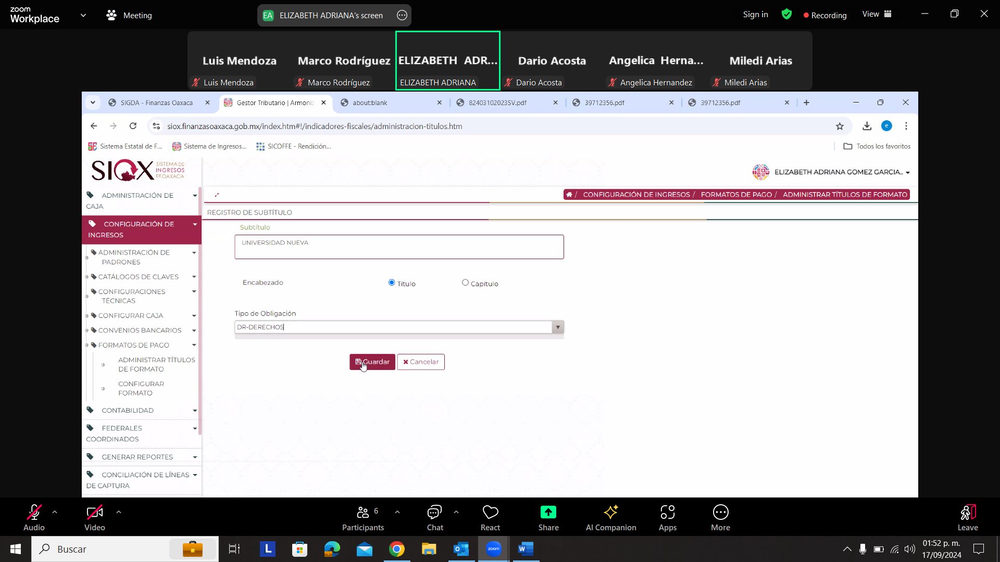 zoom
Workplace
Meeting
EA ELIZABETH ADRIANA's screen
Sign in
Recording
View
Luis Mendoza
Marco Rodríguez
ELIZABETH ADR...
Dario Acosta
Angelica Herna...
Miledi Arias
Luis Mendoza
Marco Rodríguez
ELIZABETH ADRIANA
Dario Acosta
Angelica Hernandez
Miledi Arias
SIGDA - Finanzas Oaxaca
Gestor Tributario | Armoniz
about:blank
82403102023SV.pdf
39712356.pdf
39712356.pdf
siox.finanzasoaxaca.gob.mx/index.htm#!/indicadores-fiscales/administracion-titulos.htm
e
Sistema Estatal de F...
Sistema de Ingresos...
SICOFFE - Rendición...
Todos los favoritos
SIOX
SISTEMA DE
INGRESOS
DE OAXACA
ELIZABETH ADRIANA GOMEZ GARCIA..
CONFIGURACIÓN DE INGRESOS / FORMATOS DE PAGO / ADMINISTRAR TÍTULOS DE FORMATO
REGISTRO DE SUBTÍTULO
ADMINISTRACIÓN DE
CAJA
CONFIGURACIÓN DE
INGRESOS
ADMINISTRACIÓN DE
PADRONES
CATÁLOGOS DE CLAVES
CONFIGURACIONES
TÉCNICAS
CONFIGURAR CAJA
CONVENIOS BANCARIOS
FORMATOS DE PAGO
ADMINISTRAR TÍTULOS
DE FORMATO
CONFIGURAR
FORMATO
CONTABILIDAD
FEDERALES
COORDINADOS
GENERAR REPORTES
CONCILIACIÓN DE LÍNEAS
DE CAPTURA
Subtítulo
UNIVERSIDAD NUEVA
Encabezado
Título
Capítulo
Tipo de Obligación
DR-DERECHOS
Guardar
Cancelar
Audio
Video
6
Participants
Chat
React
Share
AI Companion
Apps
More
Leave
Buscar
L
zoom
01:52 p. m.
17/09/2024